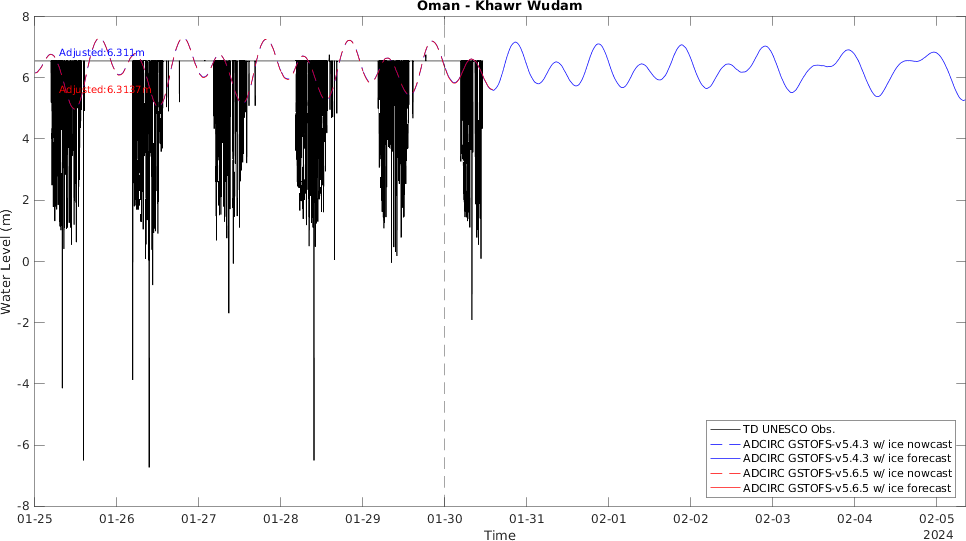 Oman - Khawr Wudam
Water Level (m)
8
6
4
2
0
-2
-4
-6
-8
Adjusted:6.311m
Adjusted:6.3137m
TD UNESCO Obs.
ADCIRC GSTOFS-v5.4.3 w/ ice nowcast
ADCIRC GSTOFS-v5.4.3 w/ ice forecast
ADCIRC GSTOFS-v5.6.5 w/ ice nowcast
ADCIRC GSTOFS-v5.6.5 w/ ice forecast
01-25 01-26 01-27 01-28 01-29 01-30 01-31 02-01 02-02 02-03 02-04 02-05
Time
2024